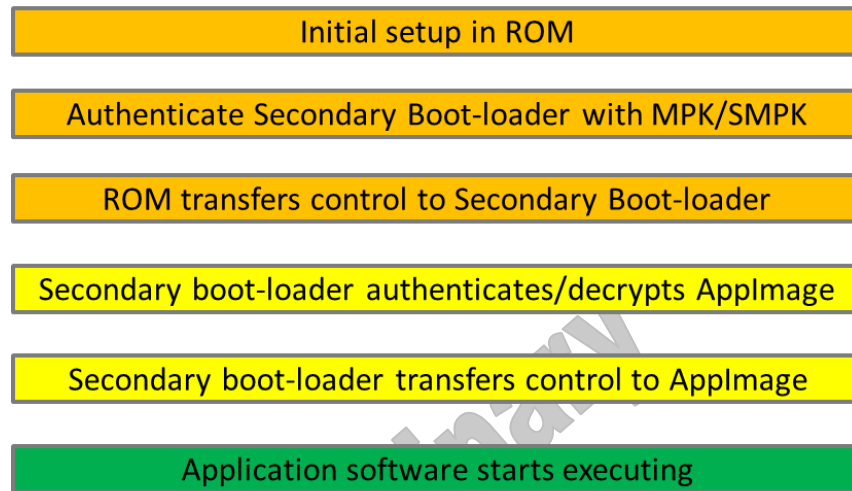 Initial setup in ROM
Authenticate Secondary Boot-loader with MPK/SMPK
ROM transfers control to Secondary Boot-loader
Secondary boot-loader authenticates/decrypts AppImage
Secondary boot-loader transfers control to AppImage
Application software starts executing